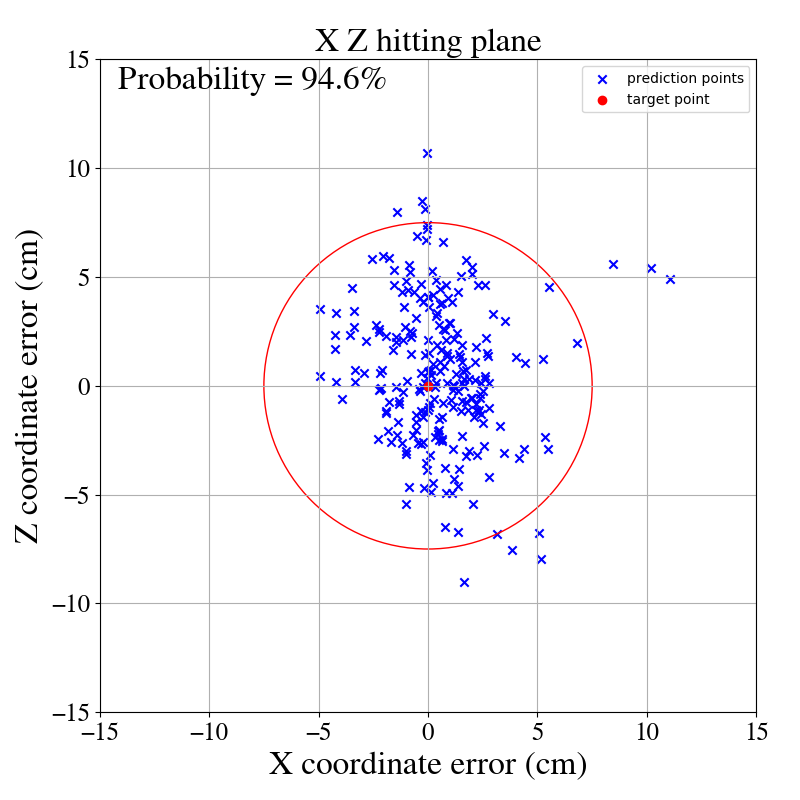 X Z hitting plane
Probability = 94.6%
prediction points
target point
15
10
5
0
−5
−10
−15
Z coordinate error (cm)
−15 −10 −5 0 5 10 15
X coordinate error (cm)